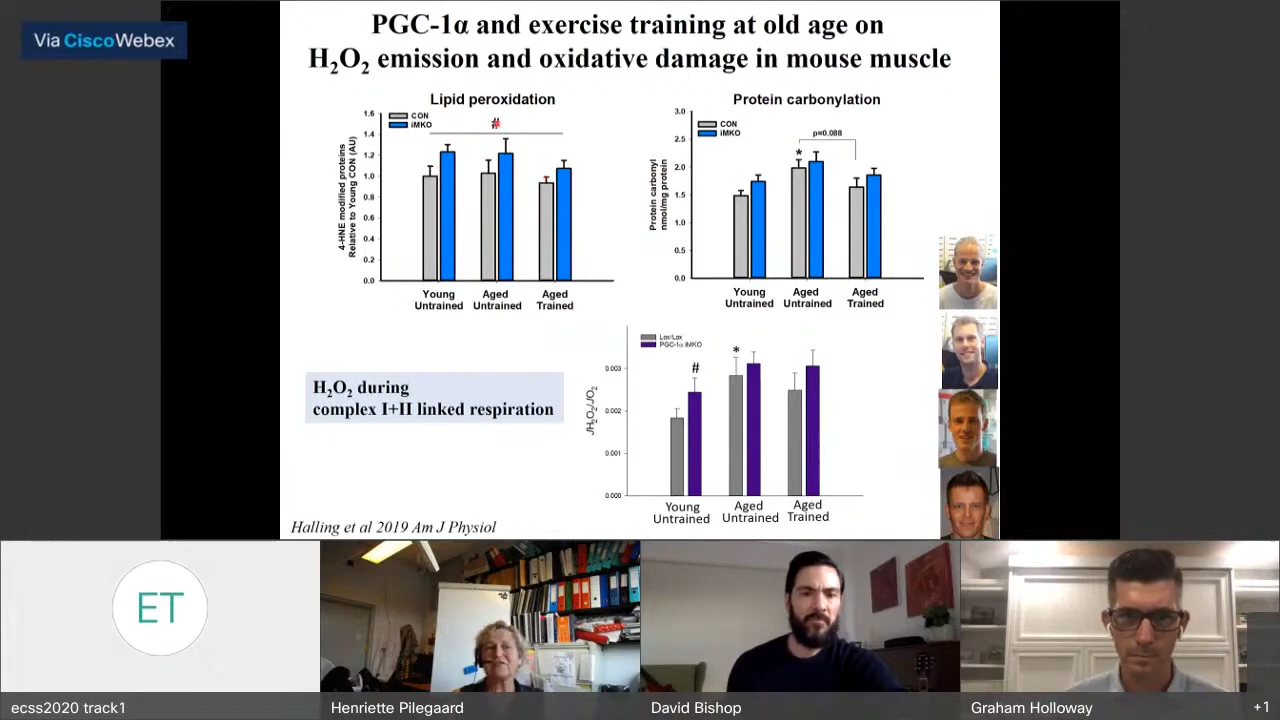 Via CiscoWebex
PGC-1α and exercise training at old age on
H₂O₂ emission and oxidative damage in mouse muscle
Lipid peroxidation
CON
iMKO
#
4-HNE modified proteins
Relative to Young CON (AU)
1.6
1.4
1.2
1.0
0.8
0.6
0.4
0.2
0.0
Young Untrained
Aged Untrained
Aged Trained
Protein carbonylation
CON
iMKO
p=0.088
*
Protein carbonyl
nmol/mg protein
3.0
2.5
2.0
1.5
1.0
0.5
0.0
Young Untrained
Aged Untrained
Aged Trained
H₂O₂ during
complex I+II linked respiration
Lox/Lox
PGC-1α iMKO
*
#
JH₂O₂/JO₂
0.003
0.002
0.001
0.000
Young Untrained
Aged Untrained
Aged Trained
Halling et al 2019 Am J Physiol
ET
ecss2020 track1
Henriette Pilegaard
David Bishop
Graham Holloway
+1